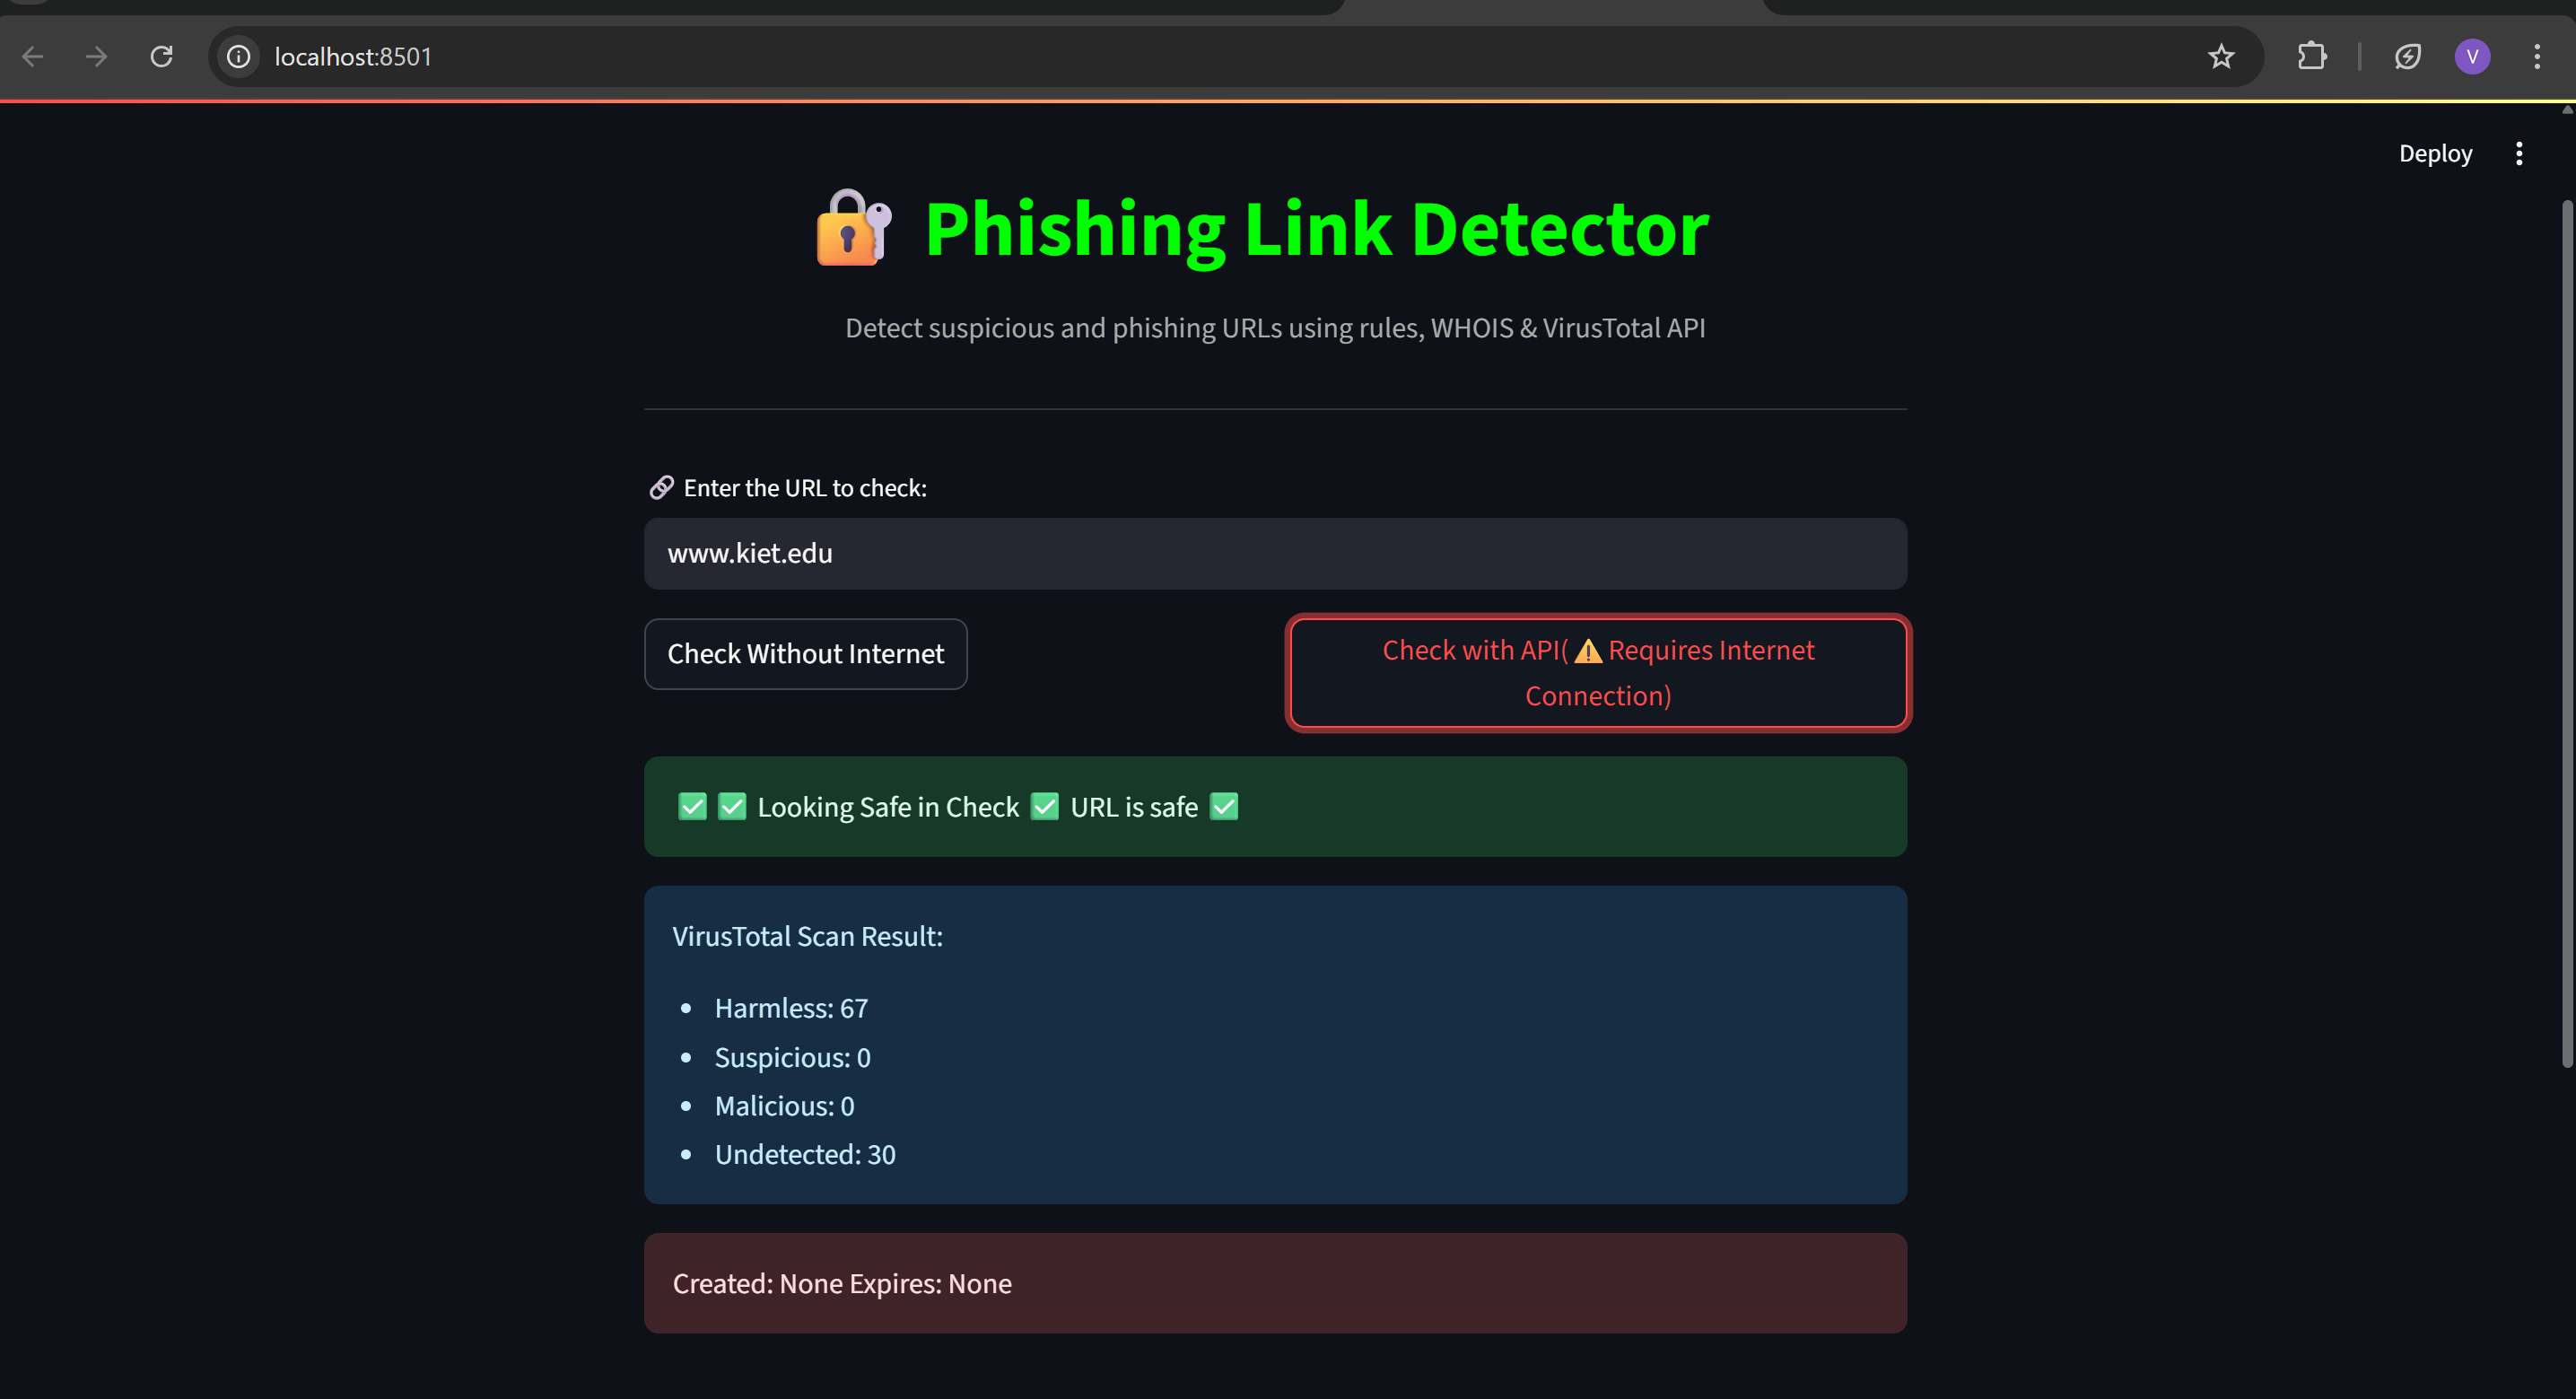 localhost:8501
V
Deploy
🔐 Phishing Link Detector
Detect suspicious and phishing URLs using rules, WHOIS & VirusTotal API
🔗 Enter the URL to check:
www.kiet.edu
Check Without Internet
Check with API(⚠️ Requires Internet
Connection)
✅ ✅ Looking Safe in Check ✅ URL is safe ✅
VirusTotal Scan Result:
• Harmless: 67
• Suspicious: 0
• Malicious: 0
• Undetected: 30
Created: None Expires: None